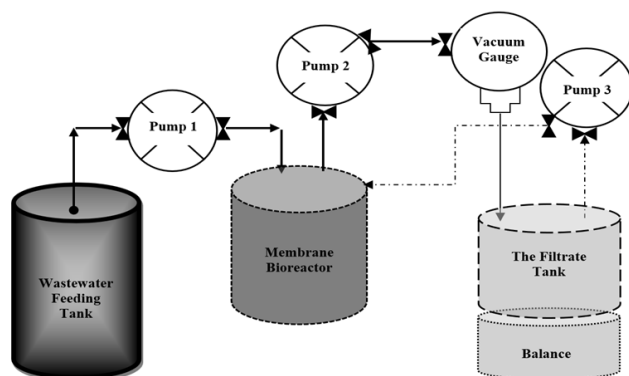 Pump 1
Pump 2
Vacuum
Gauge
Pump 3
Wastewater
Feeding
Tank
Membrane
Bioreactor
The Filtrate
Tank
Balance